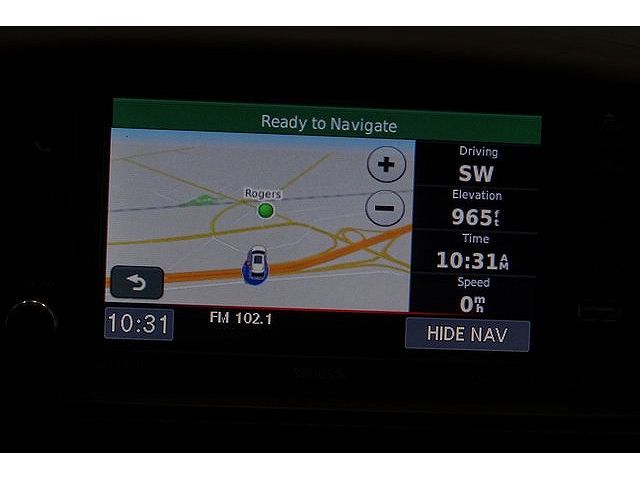 Ready to Navigate
Rogers
Driving
SW
Elevation
965ft
Time
10:31AM
Speed
0mh
10:31
FM 102.1
HIDE NAV
SIRIUS